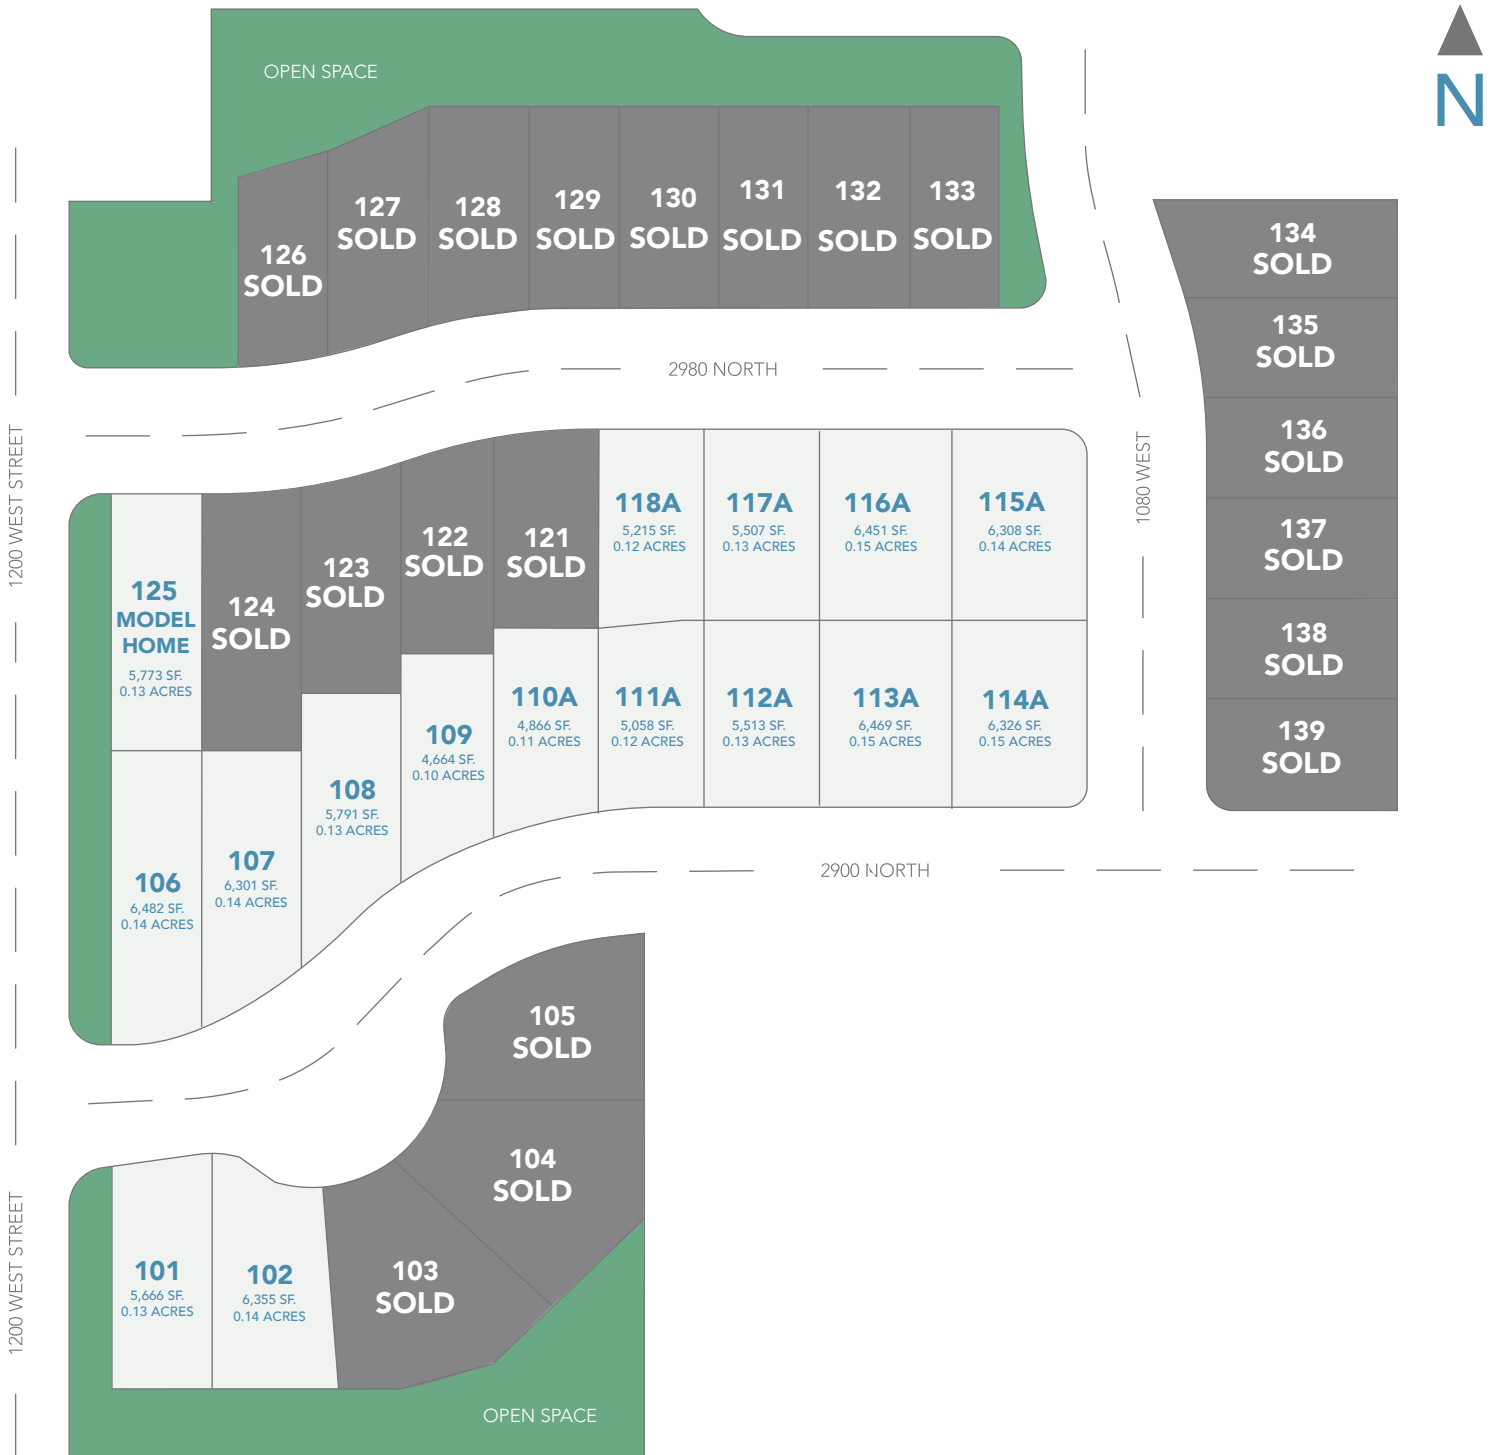 N
OPEN SPACE
126
SOLD
127
SOLD
128
SOLD
129
SOLD
130
SOLD
131
SOLD
132
SOLD
133
SOLD
134
SOLD
135
SOLD
136
SOLD
137
SOLD
138
SOLD
139
SOLD
2980 NORTH
1080 WEST
1200 WEST STREET
125
MODEL
HOME
5,773 SF.
0.13 ACRES
124
SOLD
123
SOLD
122
SOLD
121
SOLD
118A
5,215 SF.
0.12 ACRES
117A
5,507 SF.
0.13 ACRES
116A
6,451 SF.
0.15 ACRES
115A
6,308 SF.
0.14 ACRES
106
6,482 SF.
0.14 ACRES
107
6,301 SF.
0.14 ACRES
108
5,791 SF.
0.13 ACRES
109
4,664 SF.
0.10 ACRES
110A
4,866 SF.
0.11 ACRES
111A
5,058 SF.
0.12 ACRES
112A
5,513 SF.
0.13 ACRES
113A
6,469 SF.
0.15 ACRES
114A
6,326 SF.
0.15 ACRES
2900 NORTH
105
SOLD
104
SOLD
103
SOLD
1200 WEST STREET
101
5,666 SF.
0.13 ACRES
102
6,355 SF.
0.14 ACRES
OPEN SPACE